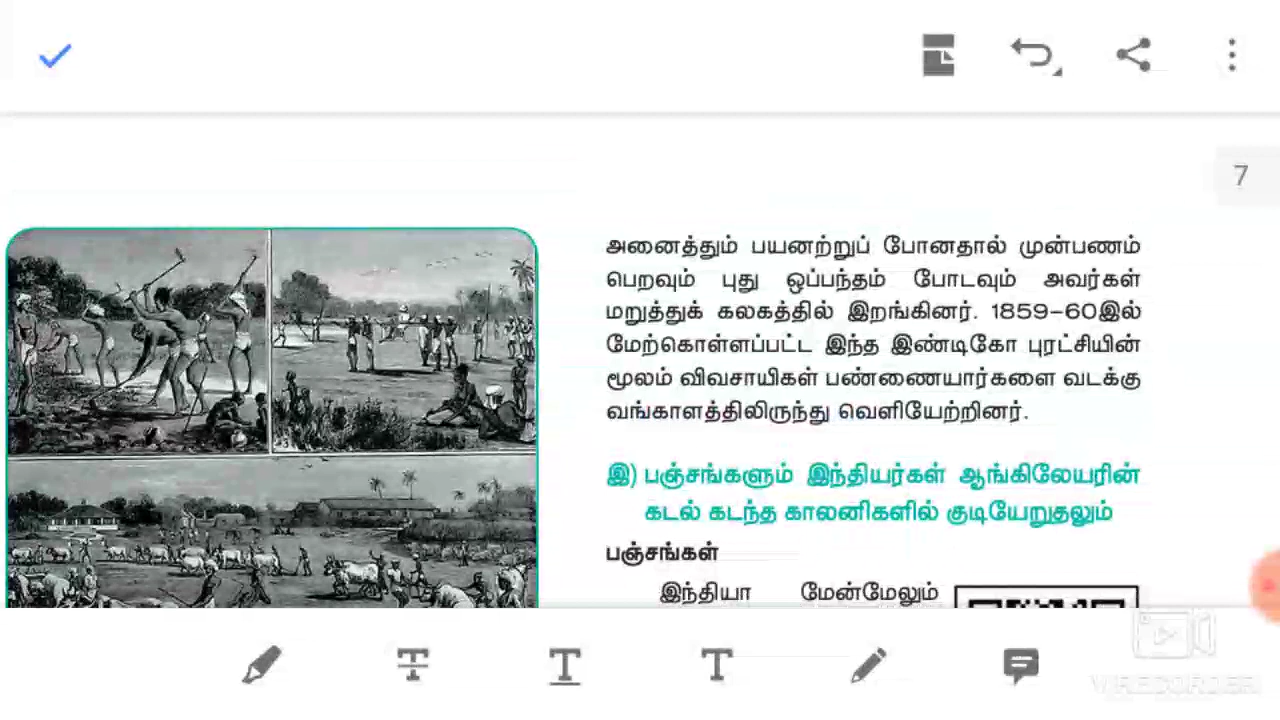 7
அனைத்தும் பயனற்றுப் போனதால் முன்பணம்
பெறவும் புது ஒப்பந்தம் போடவும் அவர்கள்
மறுத்துக் கலகத்தில் இறங்கினர். 1859–60இல்
மேற்கொள்ளப்பட்ட இந்த இண்டிகோ புரட்சியின்
மூலம் விவசாயிகள் பண்ணையார்களை வடக்கு
வங்காளத்திலிருந்து வெளியேற்றினர்.
இ) பஞ்சங்களும் இந்தியர்கள் ஆங்கிலேயரின்
கடல் கடந்த காலனிகளில் குடியேறுதலும்
பஞ்சங்கள்
இந்தியா மேன்மேலும்
T T T
VIRECORDER